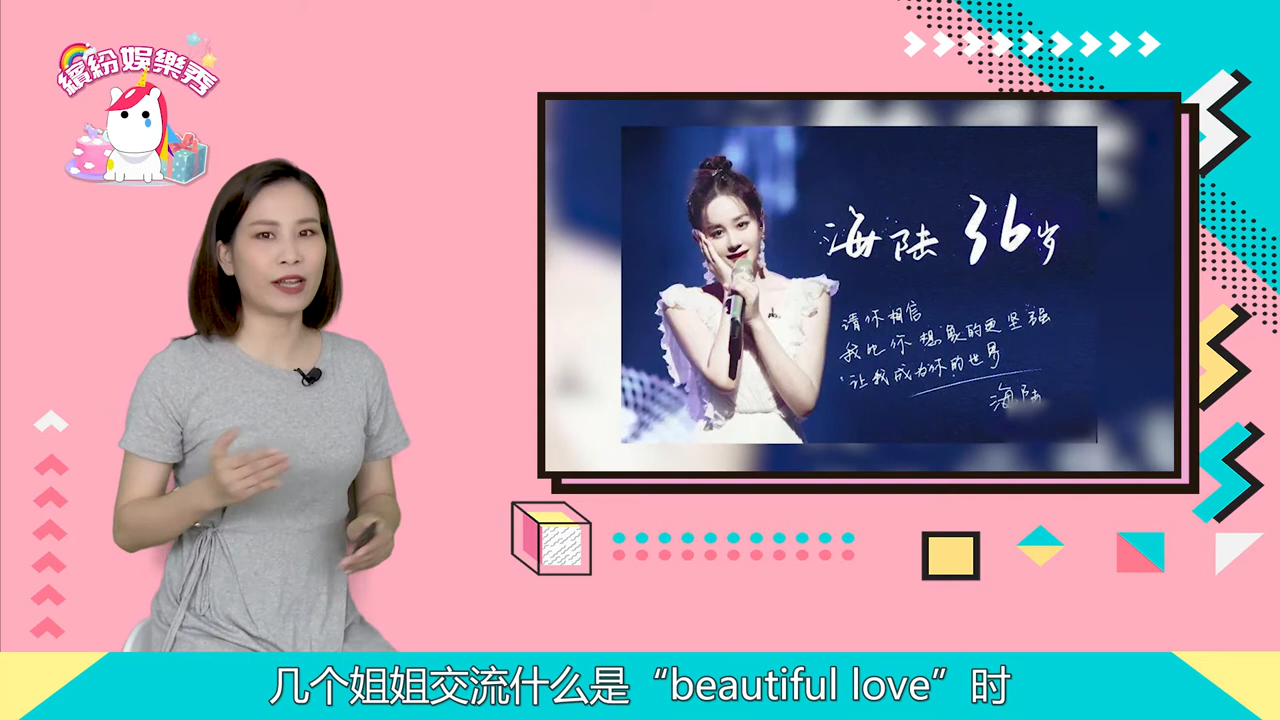 繽紛娛樂秀
海陆 36岁
请你相信
我比你想象的更坚强
让我成为你的世界
海陆
几个姐姐交流什么是“beautiful love”时